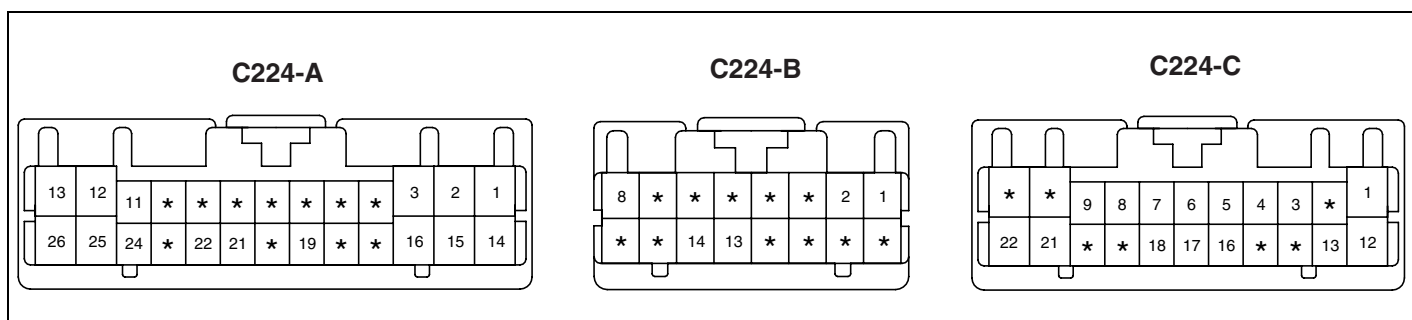 C224-A
C224-B
C224-C
13 12 11 * * * * * * * 3 2 1
26 25 24 * 22 21 * 19 * * 16 15 14
8 * * * * * 2 1
* * 14 13 * * * *
* * 9 8 7 6 5 4 3 * 1
22 21 * * 18 17 16 * * 13 12